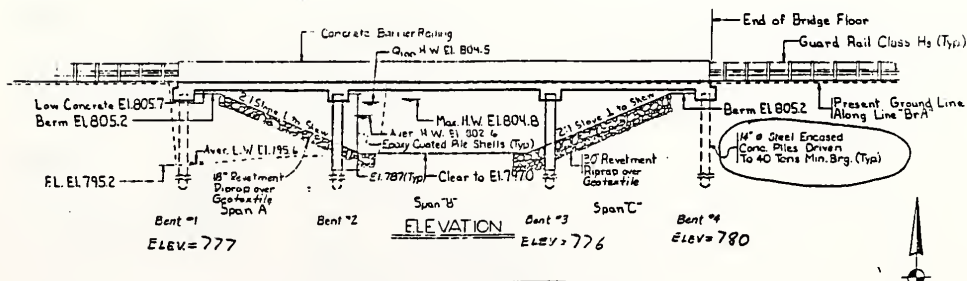 End of Bridge Floor
Concrete Barrier Railing
Guard Rail Class Hs (Typ)
H.W. El. 804.5
Low Concrete El.805.7
Berm El.805.2
2:1 Slope
to Skew
Max. H.W. El. 804.8
Aver. H.W. El. 802.6
Epoxy Coated Pile Shells (Typ)
2:1 Slope ⊥ to Skew
Berm El.805.2
Present Ground Line
Along Line "BrA"
Aver. L.W. El.795.6
F.L. El.795.2
18" Revetment
Riprap over
Geotextile
El.787(Typ)
Clear to El.797.0
Revetment
Riprap over
Geotextile
14" ø Steel Encased
Conc. Piles Driven
To 40 Tons Min. Brg. (Typ)
Span A
Span "B"
Span "C"
Bent #1
Bent #2
Bent #3
Bent #4
ELEVATION
ELEV. = 777
ELEV = 776
ELEV = 780